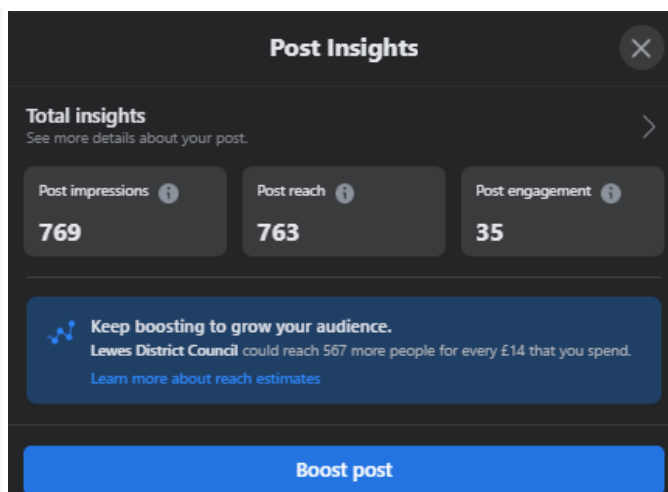 Post Insights
Total insights
See more details about your post.
Post impressions
Post reach
Post engagement
769
763
35
Keep boosting to grow your audience.
Lewes District Council could reach 567 more people for every £14 that you spend.
Learn more about reach estimates
Boost post